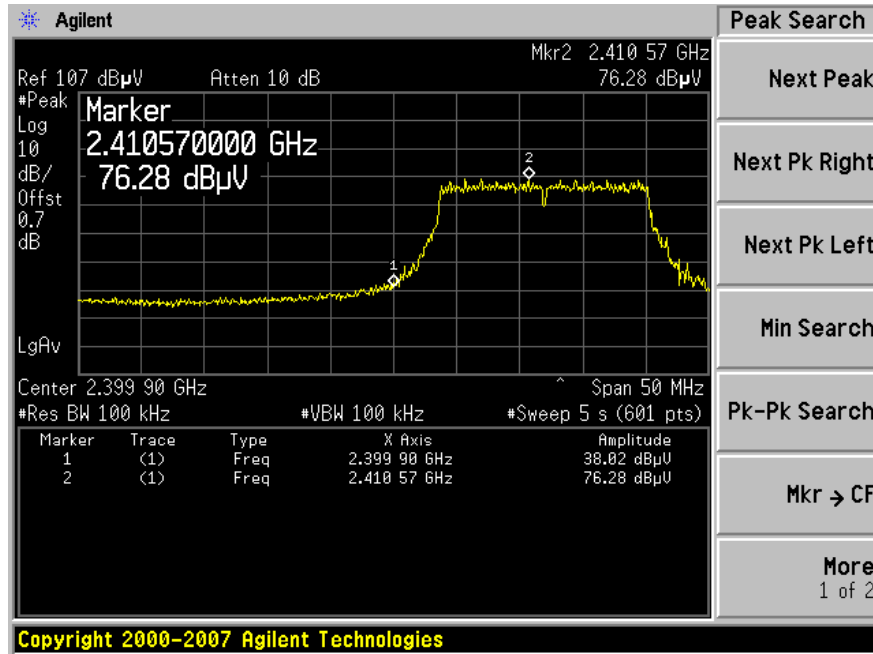 Agilent
Peak Search
Mkr2 2.410 57 GHz
Ref 107 dBµV Atten 10 dB 76.28 dBµV
#Peak
Log
10
dB/
Offst
0.7
dB
LgAv
Marker
2.410570000 GHz
76.28 dBµV
1
2
Center 2.399 90 GHz ^ Span 50 MHz
#Res BW 100 kHz #VBW 100 kHz #Sweep 5 s (601 pts)
Marker Trace Type X Axis Amplitude
1 (1) Freq 2.399 90 GHz 38.02 dBµV
2 (1) Freq 2.410 57 GHz 76.28 dBµV
Next Peak
Next Pk Right
Next Pk Left
Min Search
Pk-Pk Search
Mkr → CF
More
1 of 2
Copyright 2000-2007 Agilent Technologies